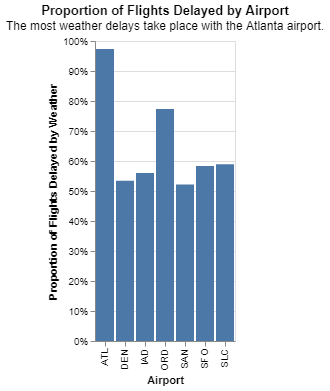 Proportion of Flights Delayed by Airport
The most weather delays take place with the Atlanta airport.
Proportion of Flights Delayed by Weather
100%
90%
80%
70%
60%
50%
40%
30%
20%
10%
0%
ATL
DEN
IAD
ORD
SAN
SFO
SLC
Airport